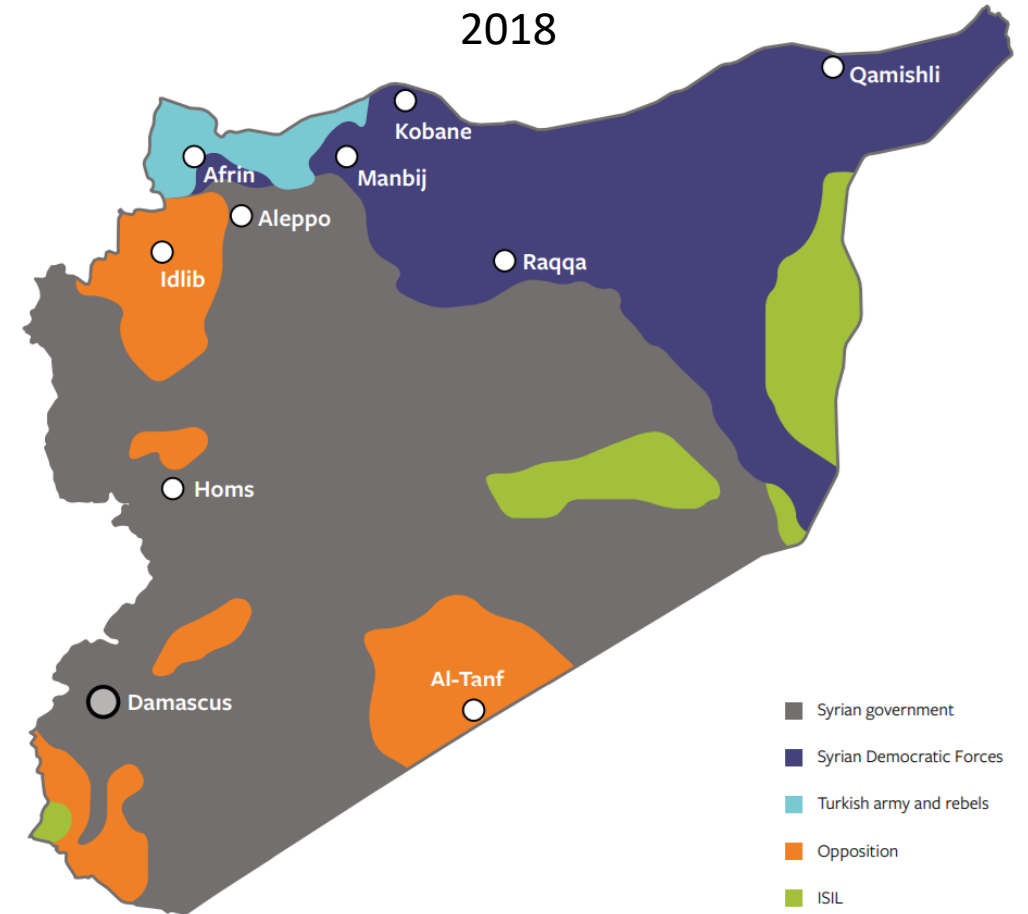 2018
Qamishli
Kobane
Afrin
Manbij
Aleppo
Raqqa
Idlib
Homs
Al-Tanf
Damascus
Syrian government
Syrian Democratic Forces
Turkish army and rebels
Opposition
ISIL